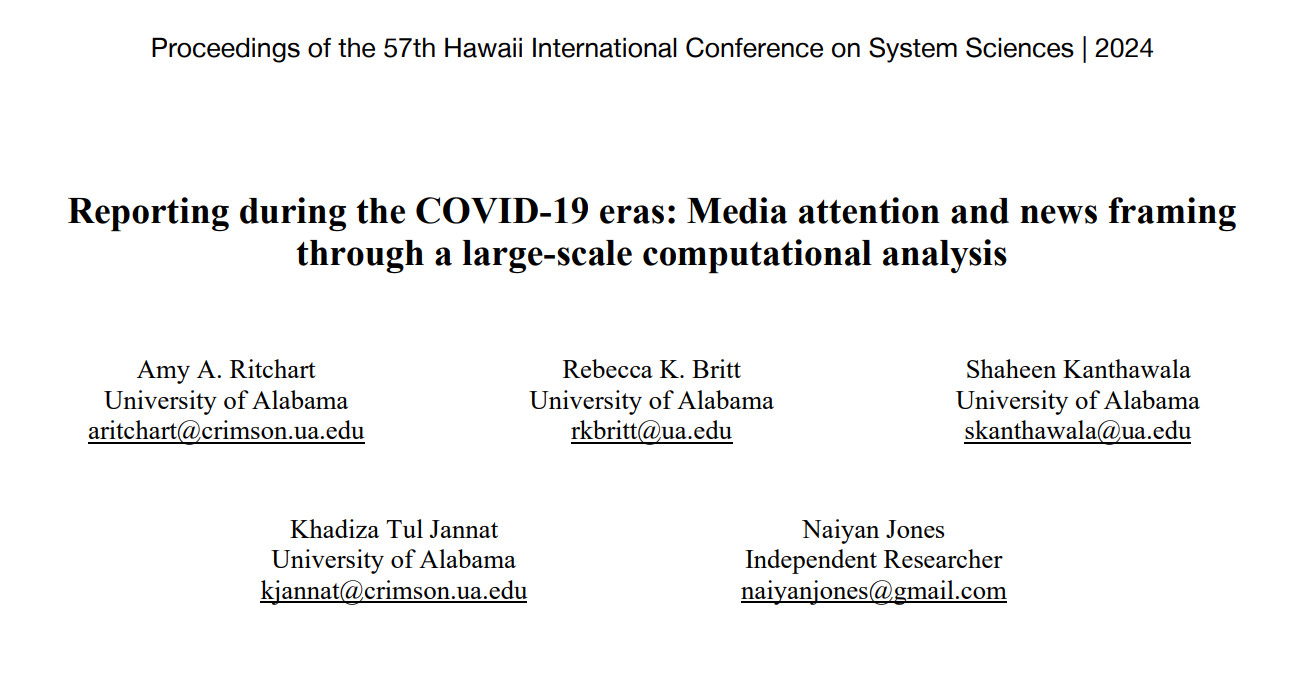 Proceedings of the 57th Hawaii International Conference on System Sciences | 2024
Reporting during the COVID-19 eras: Media attention and news framing
through a large-scale computational analysis
Amy A. Ritchart
University of Alabama
aritchart@crimson.ua.edu
Rebecca K. Britt
University of Alabama
rkbritt@ua.edu
Shaheen Kanthawala
University of Alabama
skanthawala@ua.edu
Khadiza Tul Jannat
University of Alabama
kjannat@crimson.ua.edu
Naiyan Jones
Independent Researcher
naiyanjones@gmail.com